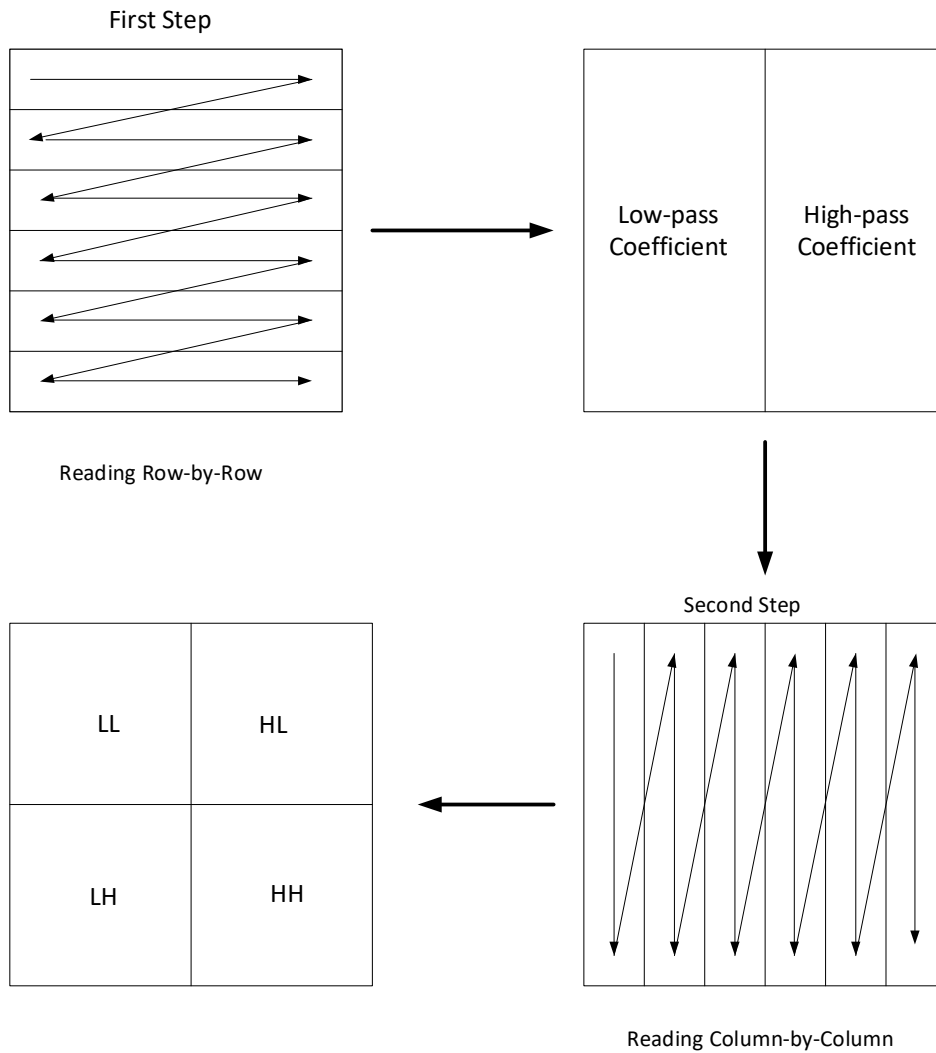 First Step
Low-pass
Coefficient
High-pass
Coefficient
Reading Row-by-Row
Second Step
LL
HL
LH
HH
Reading Column-by-Column